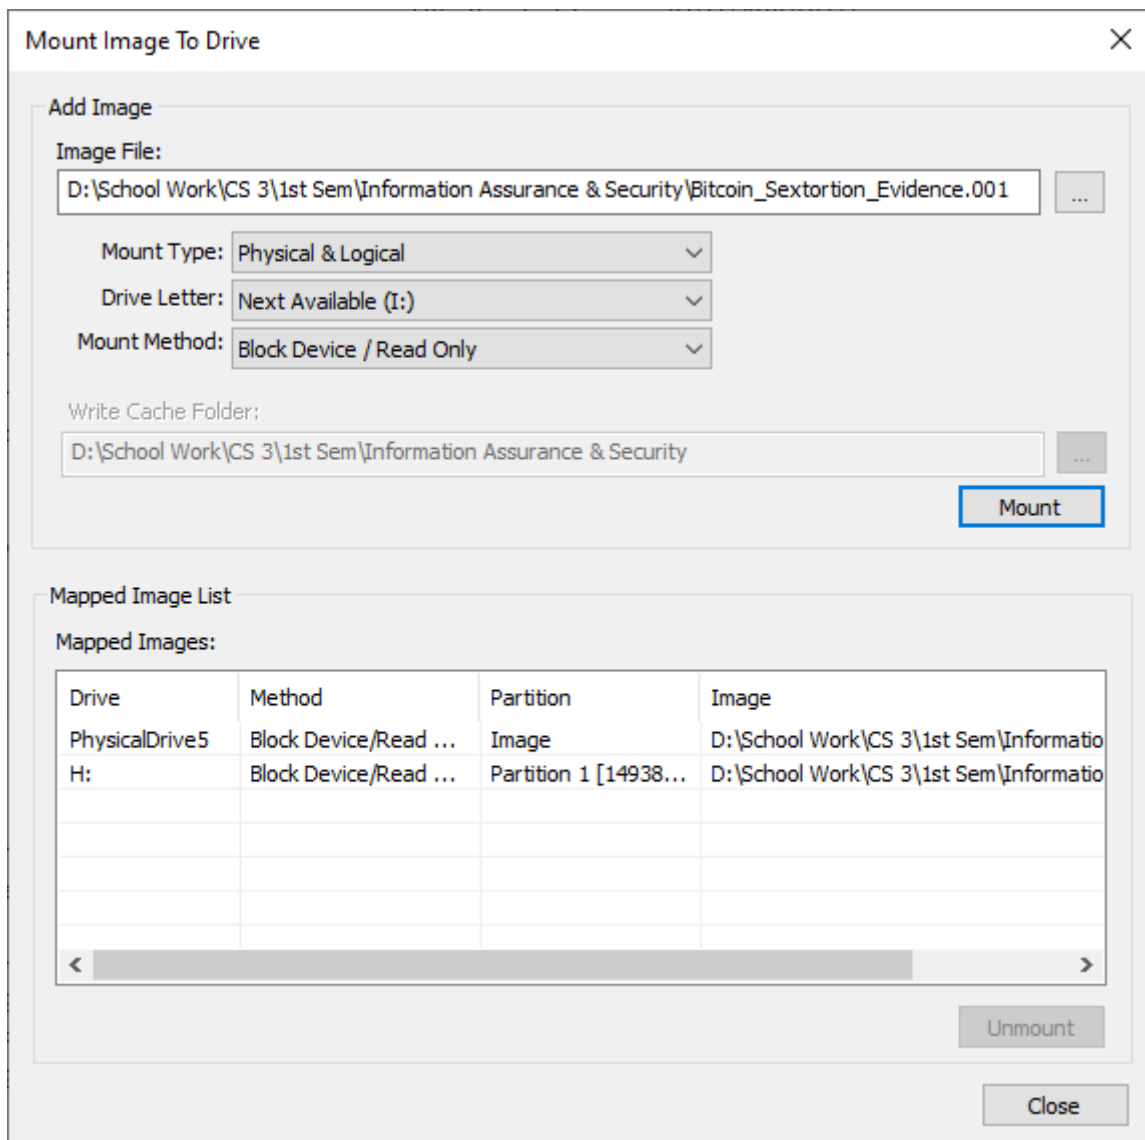 Mount Image To Drive
Add Image
Image File:
D:\School Work\CS 3\1st Sem\Information Assurance & Security\Bitcoin_Sextortion_Evidence.001
...
Mount Type: Physical & Logical
Drive Letter: Next Available (I:)
Mount Method: Block Device / Read Only
Write Cache Folder:
D:\School Work\CS 3\1st Sem\Information Assurance & Security
...
Mount
Mapped Image List
Mapped Images:
Drive Method Partition Image
PhysicalDrive5 Block Device/Read ... Image D:\School Work\CS 3\1st Sem\Informatio
H: Block Device/Read ... Partition 1 [14938... D:\School Work\CS 3\1st Sem\Informatio
Unmount
Close